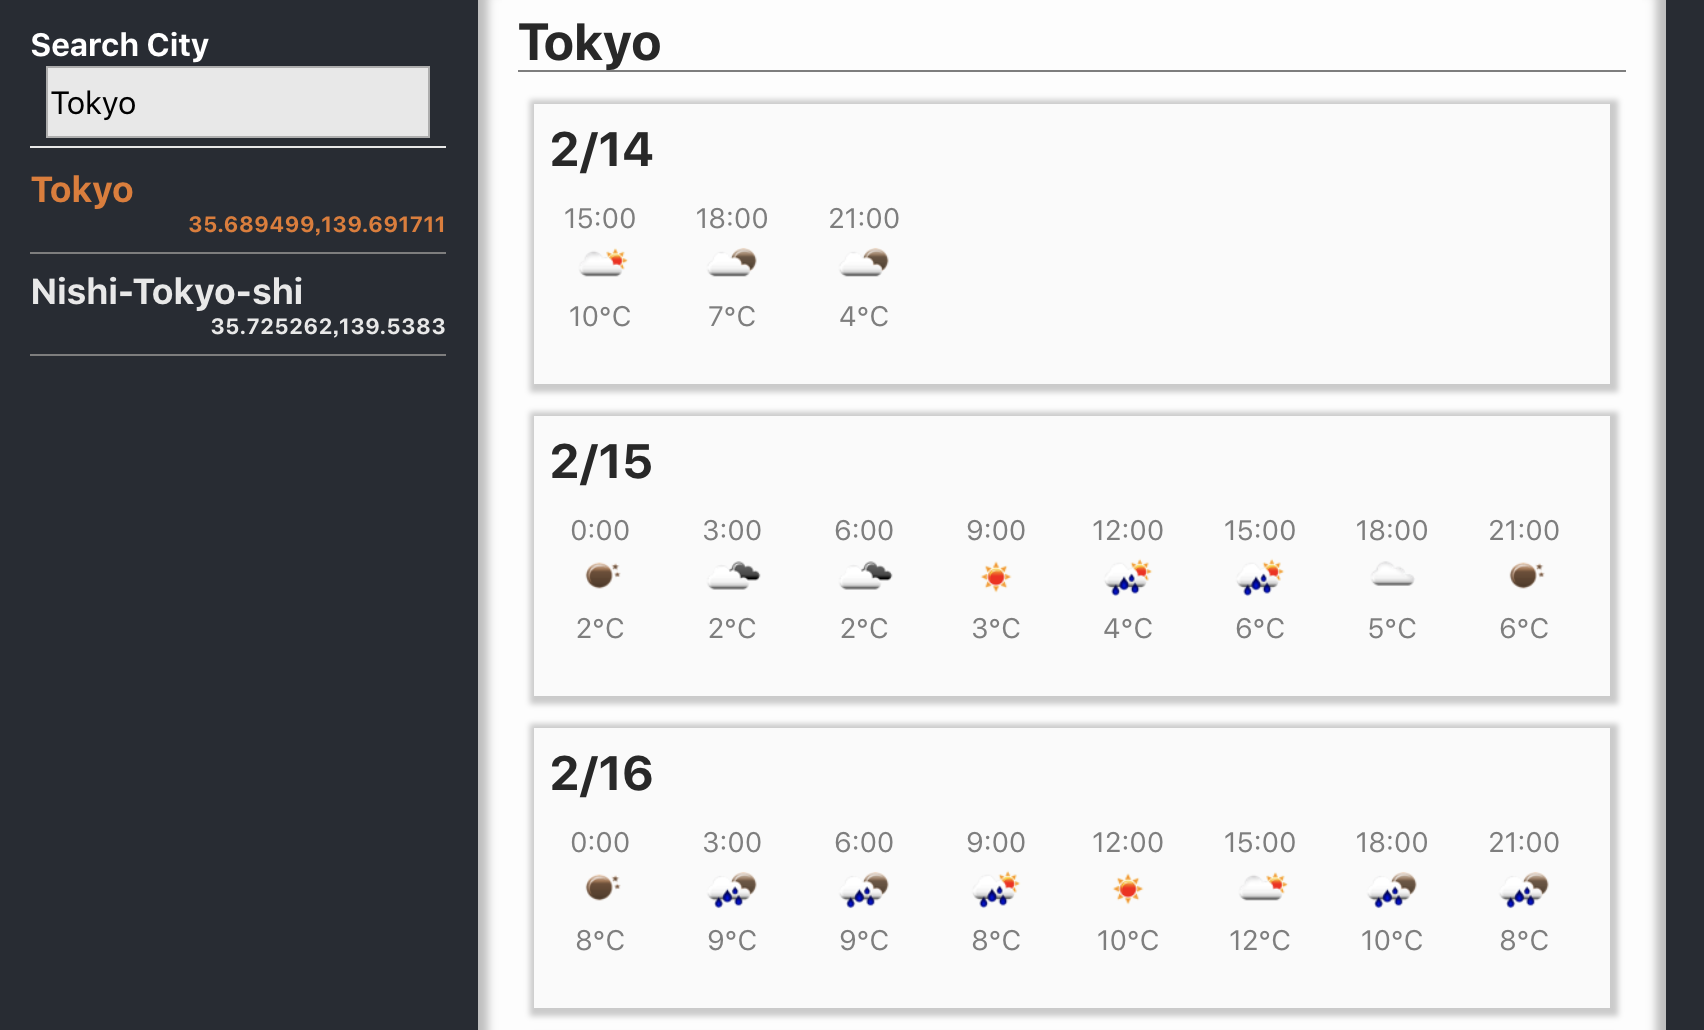 Search City
Tokyo
Tokyo
35.689499,139.691711
Nishi-Tokyo-shi
35.725262,139.5383
Tokyo
2/14
15:00 18:00 21:00
10°C 7°C 4°C
2/15
0:00 3:00 6:00 9:00 12:00 15:00 18:00 21:00
2°C 2°C 2°C 3°C 4°C 6°C 5°C 6°C
2/16
0:00 3:00 6:00 9:00 12:00 15:00 18:00 21:00
8°C 9°C 9°C 8°C 10°C 12°C 10°C 8°C